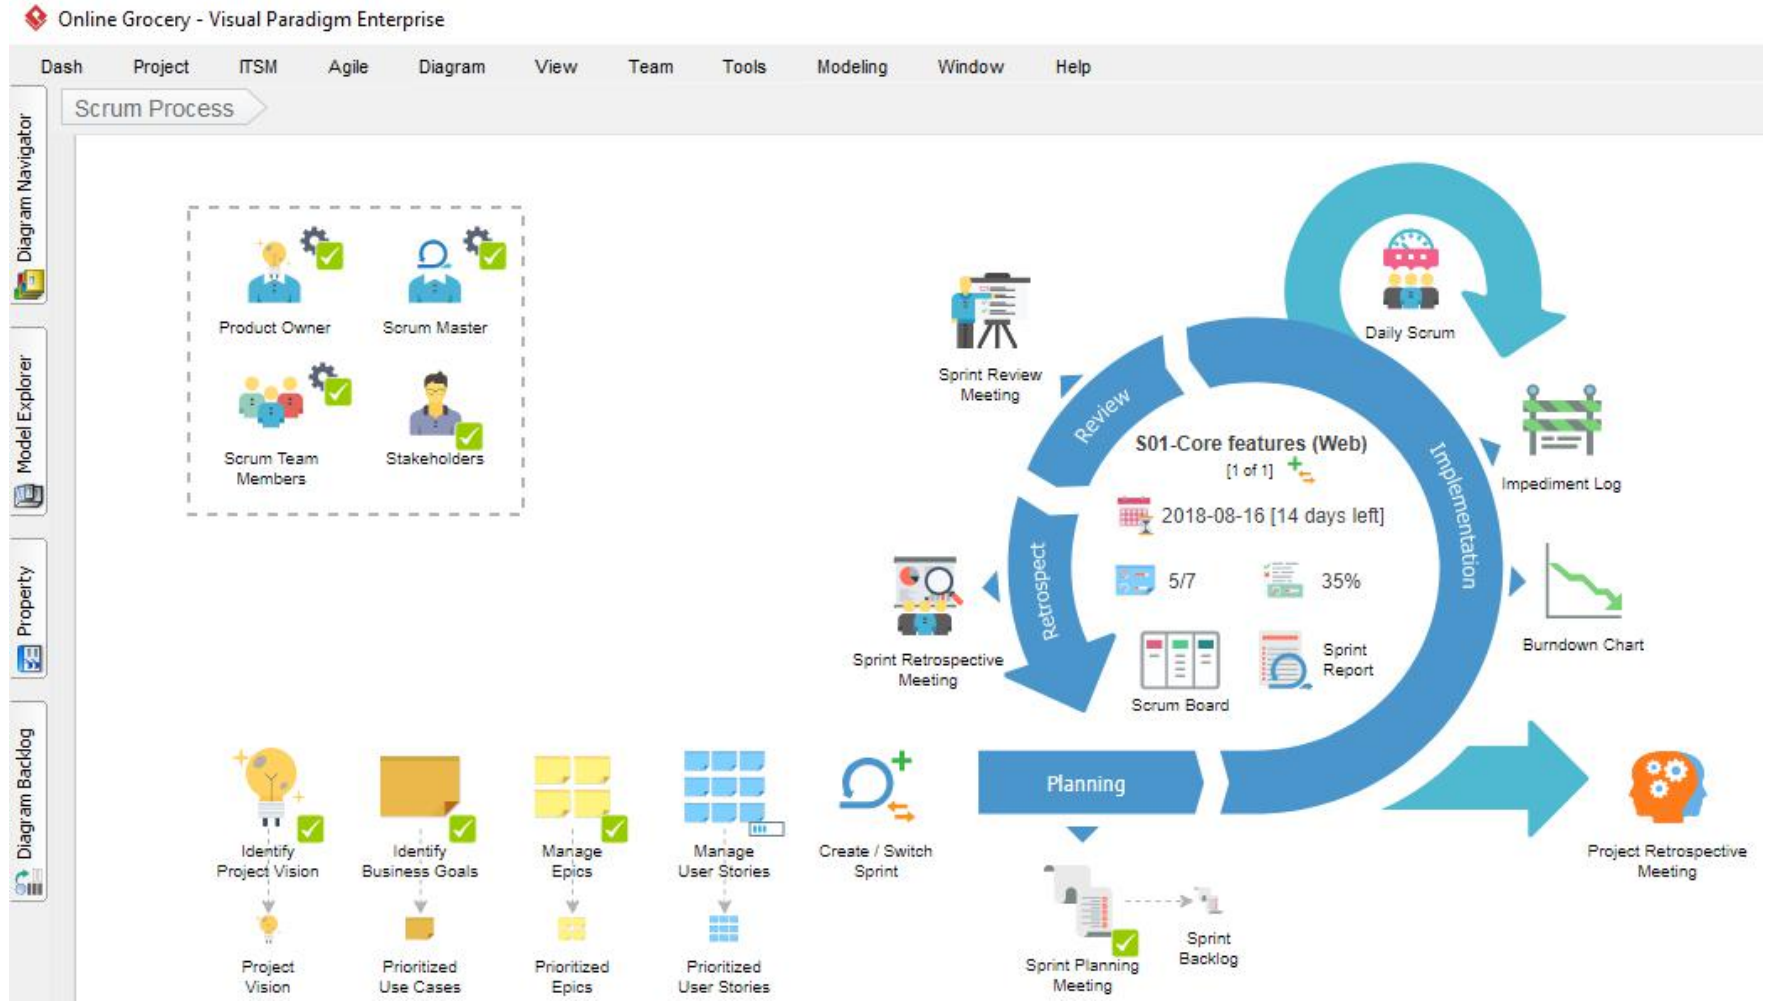 Online Grocery - Visual Paradigm Enterprise
Dash Project ITSM Agile Diagram View Team Tools Modeling Window Help
Scrum Process
Diagram Navigator
Model Explorer
Property
Diagram Backlog
Product Owner
Scrum Master
Scrum Team
Members
Stakeholders
Sprint Review
Meeting
Daily Scrum
Review
Implementation
Retrospect
Planning
S01-Core features (Web)
[1 of 1]
2018-08-16 [14 days left]
5/7
35%
Scrum Board
Sprint
Report
Impediment Log
Burndown Chart
Sprint Retrospective
Meeting
Identify
Project Vision
Identify
Business Goals
Manage
Epics
Manage
User Stories
Create / Switch
Sprint
Project Retrospective
Meeting
Project
Vision
Prioritized
Use Cases
Prioritized
Epics
Prioritized
User Stories
Sprint Planning
Meeting
Sprint
Backlog